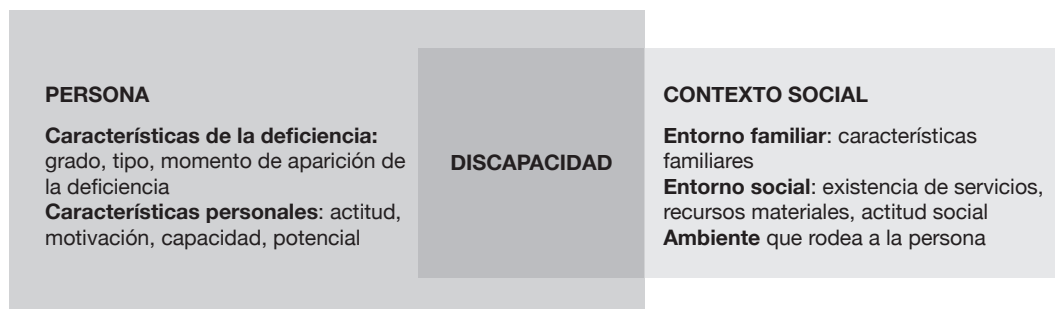 PERSONA
Características de la deficiencia:
grado, tipo, momento de aparición de
la deficiencia
Características personales: actitud,
motivación, capacidad, potencial
DISCAPACIDAD
CONTEXTO SOCIAL
Entorno familiar: características
familiares
Entorno social: existencia de servicios,
recursos materiales, actitud social
Ambiente que rodea a la persona